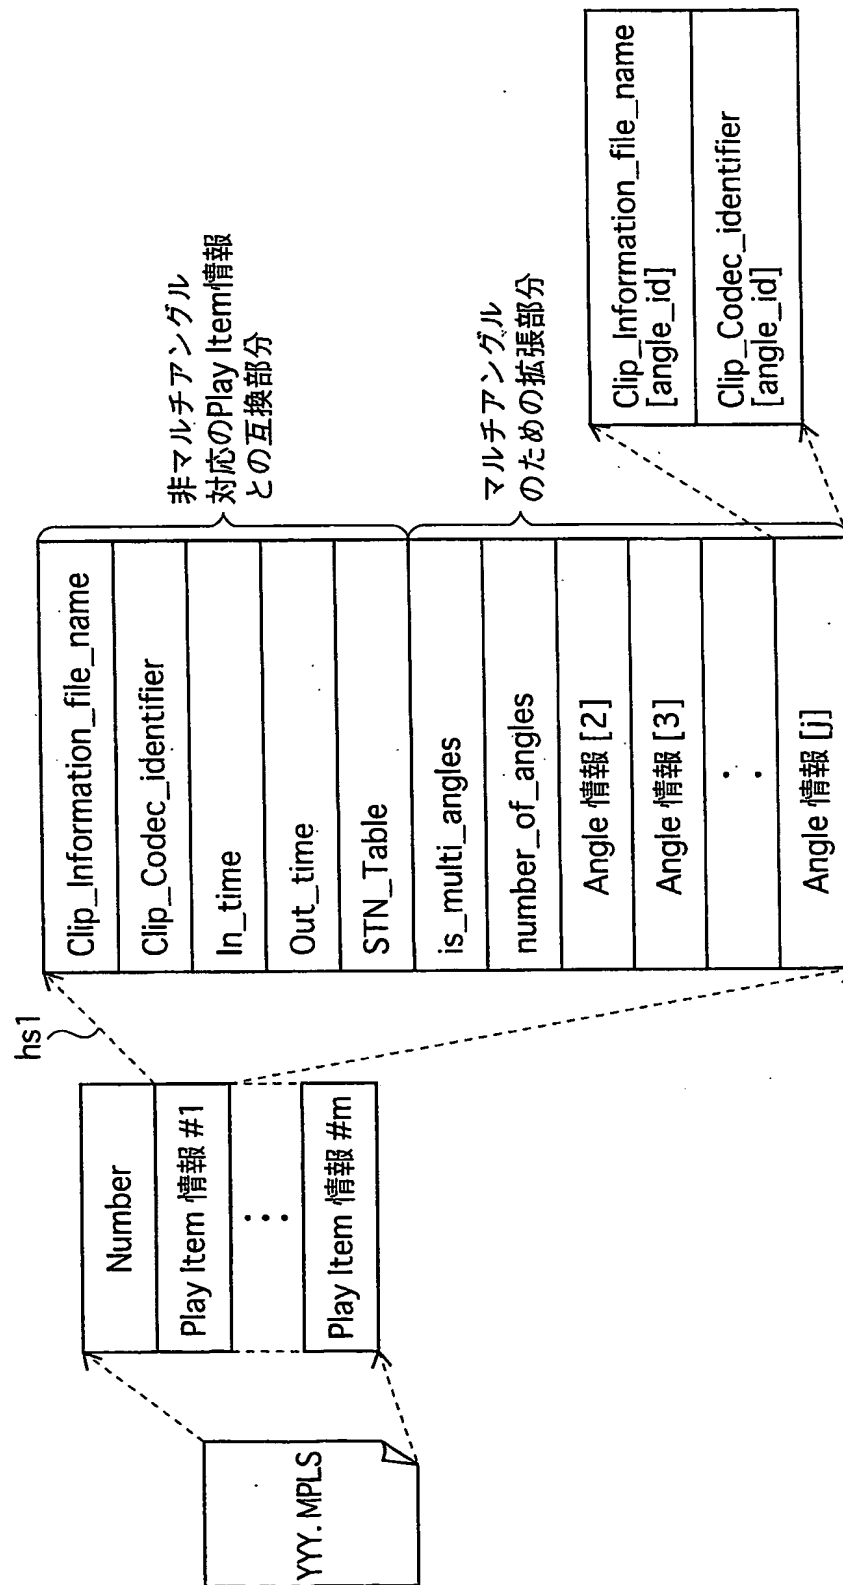 YYY. MPLS
Number
Play Item 情報 #1
Play Item 情報 #m
hs1
Clip_Information_file_name
Clip_Codec_identifier
In_time
Out_time
STN_Table
is_multi_angles
number_of_angles
Angle 情報 [2]
Angle 情報 [3]
Angle 情報 [j]
非マルチアングル
対応のPlay Item情報
との互換部分
マルチアングル
のための拡張部分
Clip_Information_file_name
[angle_id]
Clip_Codec_identifier
[angle_id]